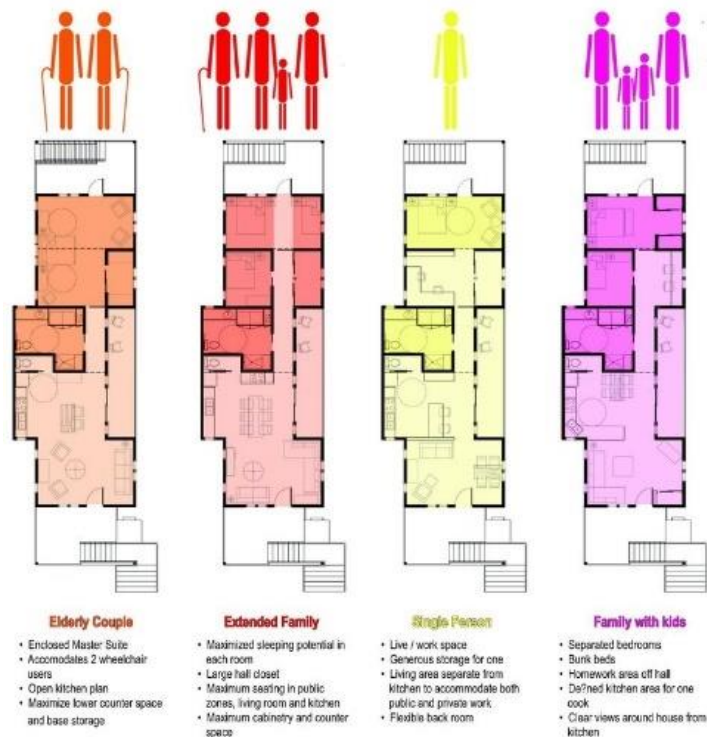 Elderly Couple
• Enclosed Master Suite
• Accomodates 2 wheelchair
users
• Open kitchen plan
• Maximize lower counter space
and base storage
Extended Family
• Maximized sleeping potential in
each room
• Large hall closet
• Maximum seating in public
zones, living room and kitchen
• Maximum cabinetry and counter
space
Single Person
• Live / work space
• Generous storage for one
• Living area separate from
kitchen to accommodate both
public and private work
• Flexible back room
Family with kids
• Separated bedrooms
• Bunk beds
• Homework area off hall
• De?ned kitchen area for one
cook
• Clear views around house from
kitchen